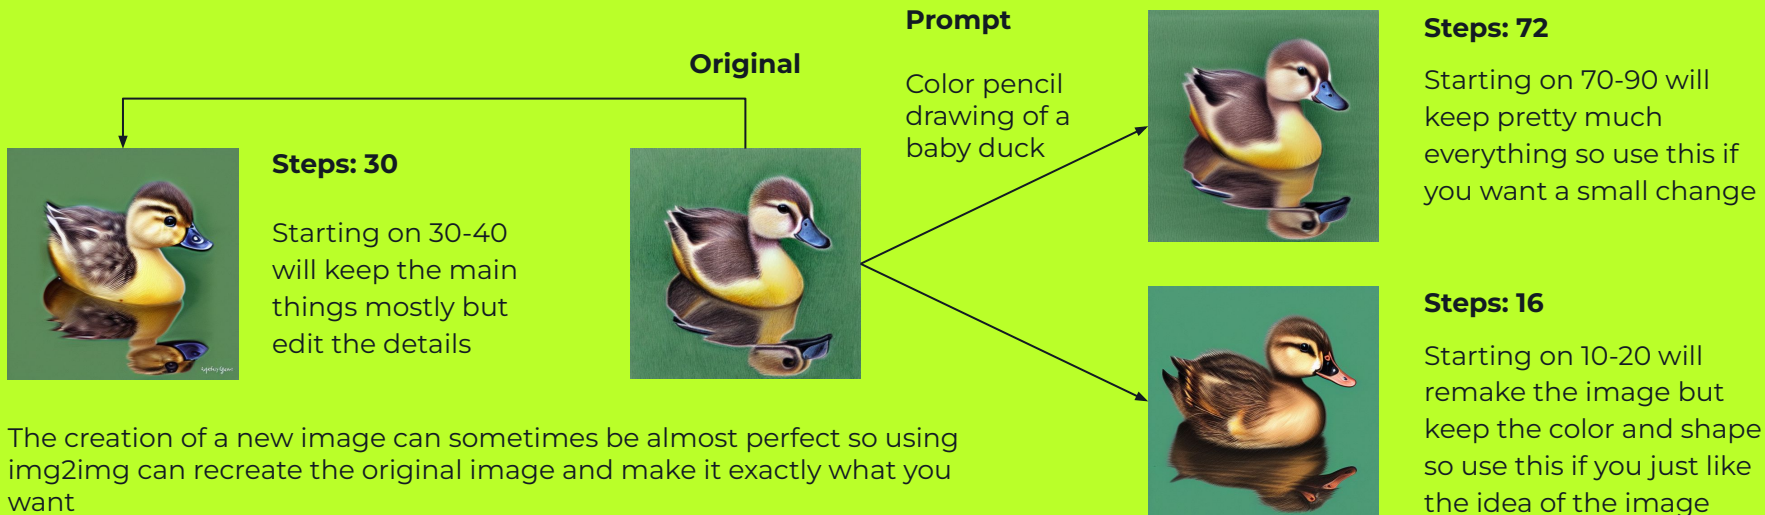 Original
Steps: 30
Starting on 30-40
will keep the main
things mostly but
edit the details
The creation of a new image can sometimes be almost perfect so using
img2img can recreate the original image and make it exactly what you
want
Prompt
Color pencil
drawing of a
baby duck
Steps: 72
Starting on 70-90 will
keep pretty much
everything so use this if
you want a small change
Steps: 16
Starting on 10-20 will
remake the image but
keep the color and shape
so use this if you just like
the idea of the image